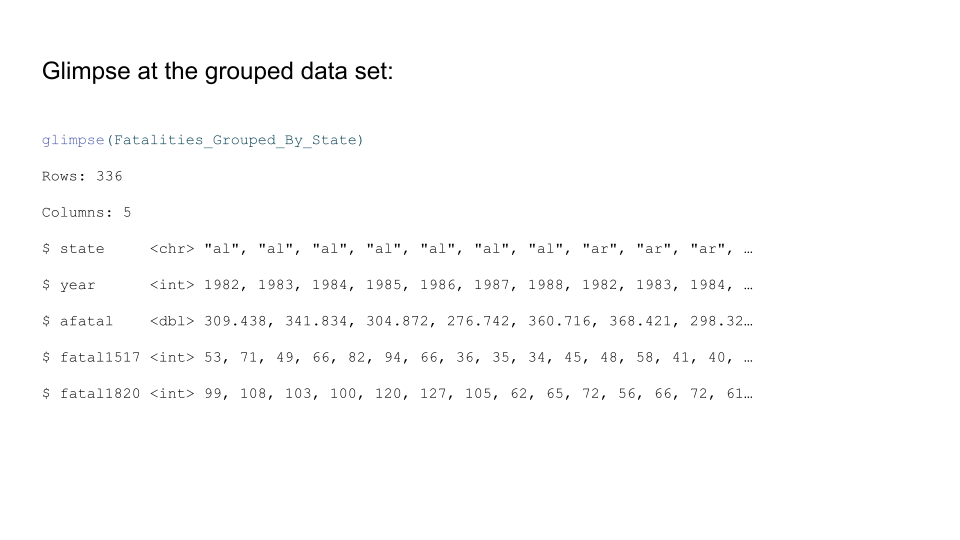 Glimpse at the grouped data set:
glimpse(Fatalities_Grouped_By_State)
Rows: 336
Columns: 5
$ state     <chr> "al", "al", "al", "al", "al", "al", "al", "ar", "ar", "ar", …
$ year      <int> 1982, 1983, 1984, 1985, 1986, 1987, 1988, 1982, 1983, 1984, …
$ afatal    <dbl> 309.438, 341.834, 304.872, 276.742, 360.716, 368.421, 298.32…
$ fatal1517 <int> 53, 71, 49, 66, 82, 94, 66, 36, 35, 34, 45, 48, 58, 41, 40, …
$ fatal1820 <int> 99, 108, 103, 100, 120, 127, 105, 62, 65, 72, 56, 66, 72, 61…